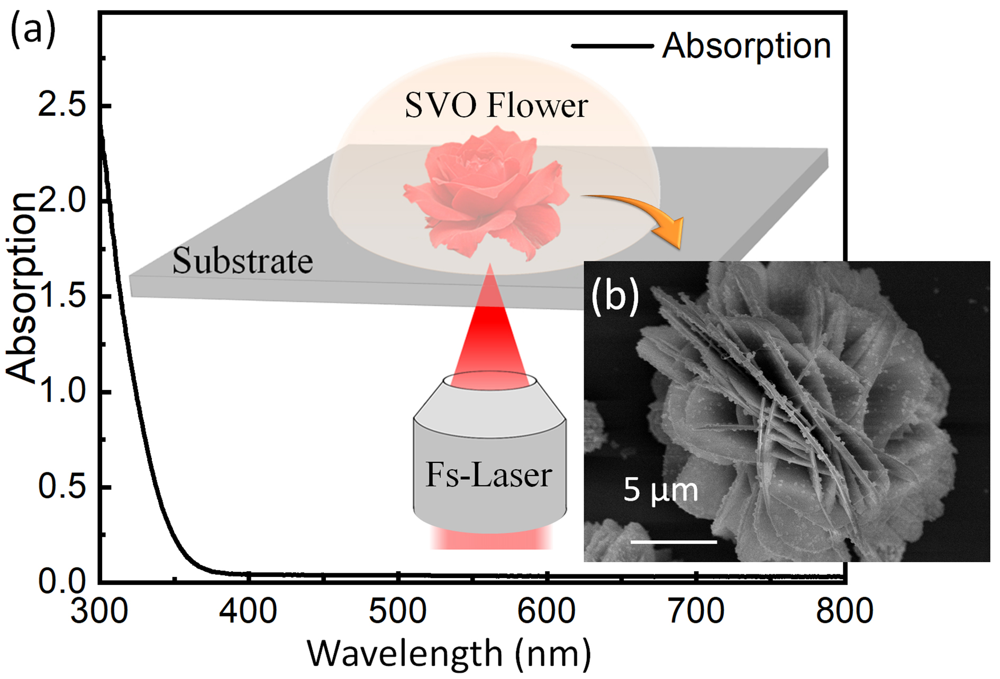 (a)
Absorption
SVO Flower
2.5
2.0
Absorption
Substrate
1.5
(b)
1.0
Fs-Laser
5 μm
0.5
0.0
300 400 500 600 700 800
Wavelength (nm)